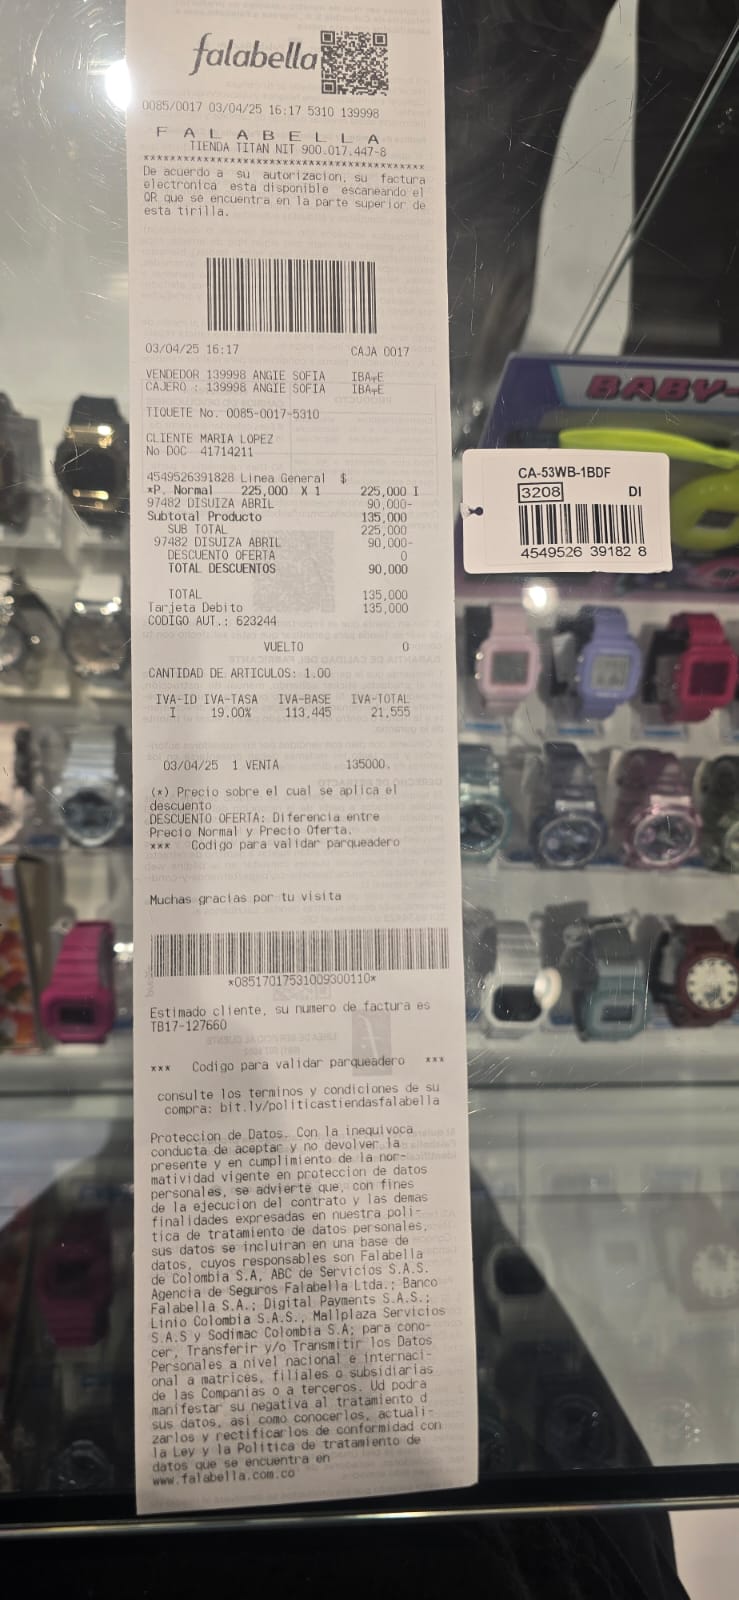 falabella
0085/0017 03/04/25 16:17 5310 139998
F A L A B E L L A
TIENDA TITAN NIT 900.017.447-8
******************************************
De acuerdo a su autorizacion, su factura
electronica esta disponible escaneando el
QR que se encuentra en la parte superior de
esta tirilla.
03/04/25 16:17 CAJA 0017
VENDEDOR 139998 ANGIE SOFIA IBA┬E
CAJERO : 139998 ANGIE SOFIA IBA┬E
TIQUETE No. 0085-0017-5310
CLIENTE MARIA LOPEZ
No DOC 41714211
4549526391828 Linea General $
*P. Normal 225,000 X 1 225,000 I
97482 DISUIZA ABRIL 90,000-
Subtotal Producto 135,000
SUB TOTAL 225,000
97482 DISUIZA ABRIL 90,000-
DESCUENTO OFERTA 0
TOTAL DESCUENTOS 90,000
TOTAL 135,000
Tarjeta Debito 135,000
CODIGO AUT.: 623244
VUELTO 0
CANTIDAD DE ARTICULOS: 1.00
IVA-ID IVA-TASA IVA-BASE IVA-TOTAL
I 19.00% 113,445 21,555
03/04/25 1 VENTA 135000.
(*) Precio sobre el cual se aplica el
descuento
DESCUENTO OFERTA: Diferencia entre
Precio Normal y Precio Oferta.
*** Codigo para validar parqueadero
Muchas gracias por tu visita
*08517017531009300110*
Estimado cliente, su numero de factura es
TB17-127660
*** Codigo para validar parqueadero ***
consulte los terminos y condiciones de su
compra: bit.ly/politicastiendasfalabella
Proteccion de Datos. Con la inequivoca
conducta de aceptar y no devolver la
presente y en cumplimiento de la nor-
matividad vigente en proteccion de datos
personales, se advierte que, con fines
de la ejecucion del contrato y las demas
finalidades expresadas en nuestra poli-
tica de tratamiento de datos personales,
sus datos se incluiran en una base de
datos, cuyos responsables son Falabella
de Colombia S.A, ABC de Servicios S.A.S.
Agencia de Seguros Falabella Ltda.; Banco
Falabella S.A.; Digital Payments S.A.S.;
Linio Colombia S.A.S., Mallplaza Servicios
S.A.S y Sodimac Colombia S.A; para cono-
cer, Transferir y/o Transmitir los Datos
Personales a nivel nacional e internaci-
onal a matrices, filiales o subsidiarias
de las Companias o a terceros. Ud podra
manifestar su negativa al tratamiento d
sus datos, asi como conocerlos, actuali-
zarlos y rectificarlos de conformidad con
la Ley y la Politica de tratamiento de
datos que se encuentra en
www.falabella.com.co
BABY-
CA-53WB-1BDF
3208 DI
4549526 39182 8